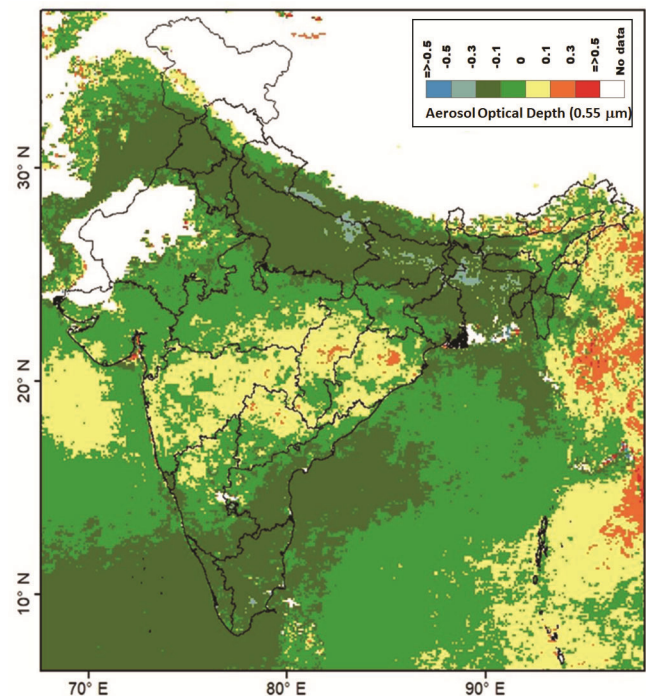 =>-0.5
-0.5
-0.3
-0.1
0
0.1
0.3
=>0.5
No data
Aerosol Optical Depth (0.55 µm)
30° N
20° N
10° N
70° E
80° E
90° E